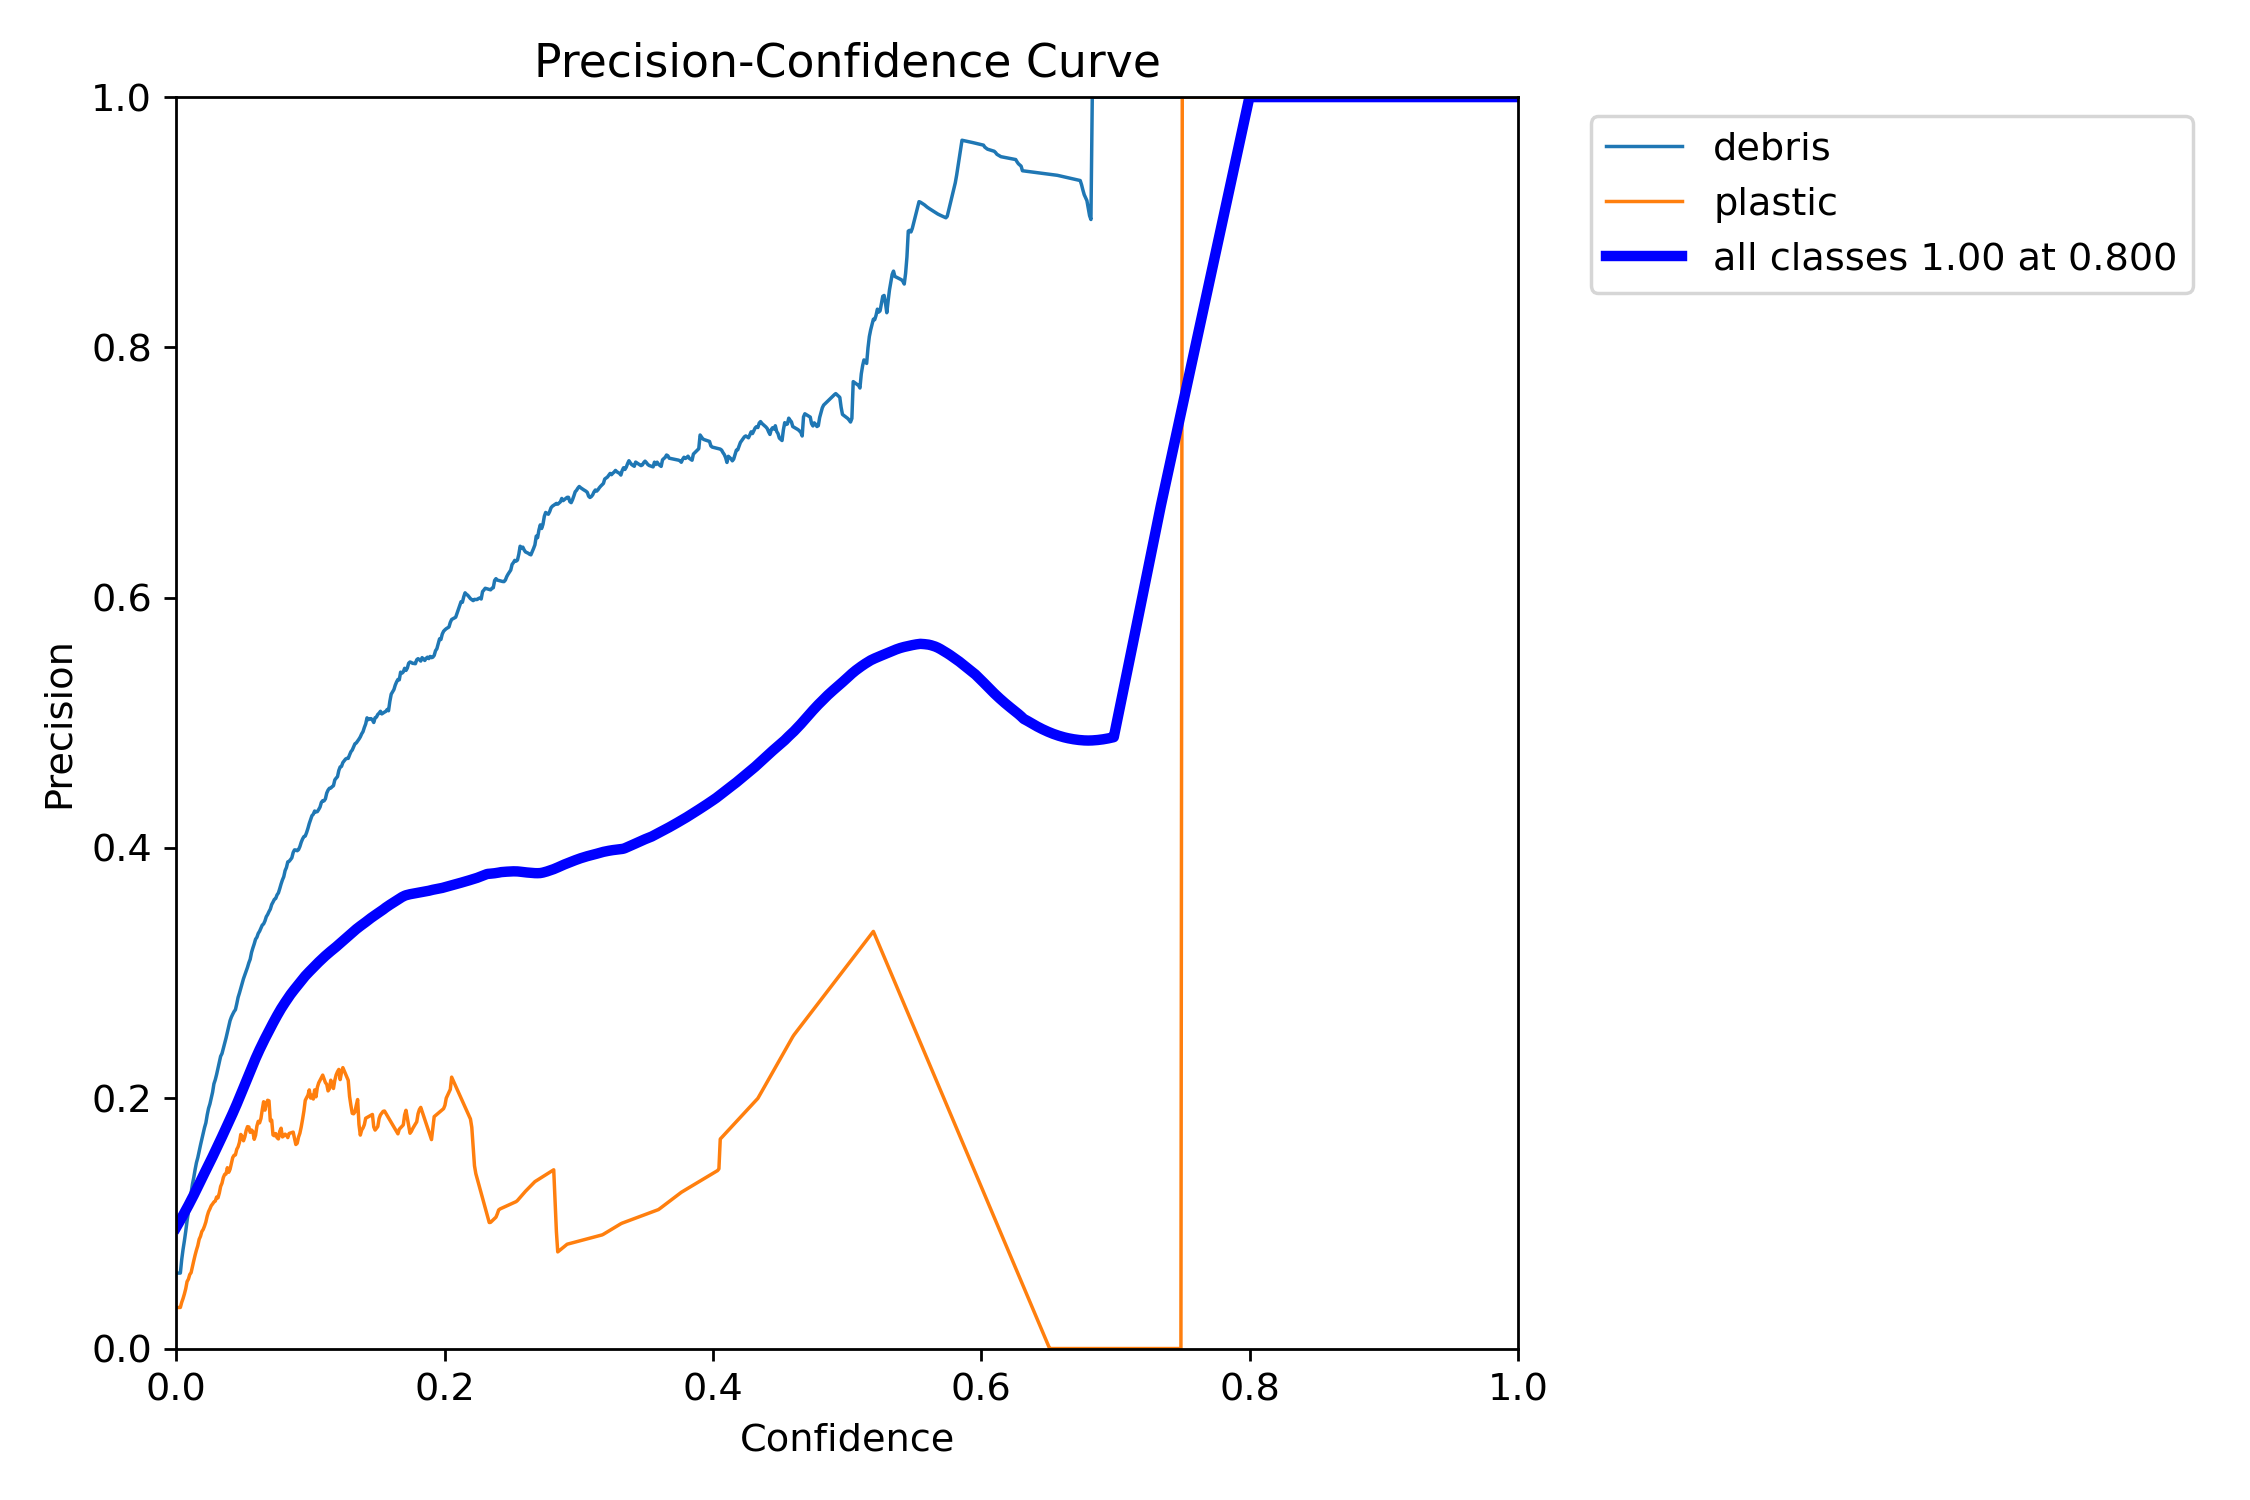 Precision-Confidence Curve
1.0
0.8
0.6
0.4
0.2
0.0
Precision
0.0 0.2 0.4 0.6 0.8 1.0
Confidence
debris
plastic
all classes 1.00 at 0.800